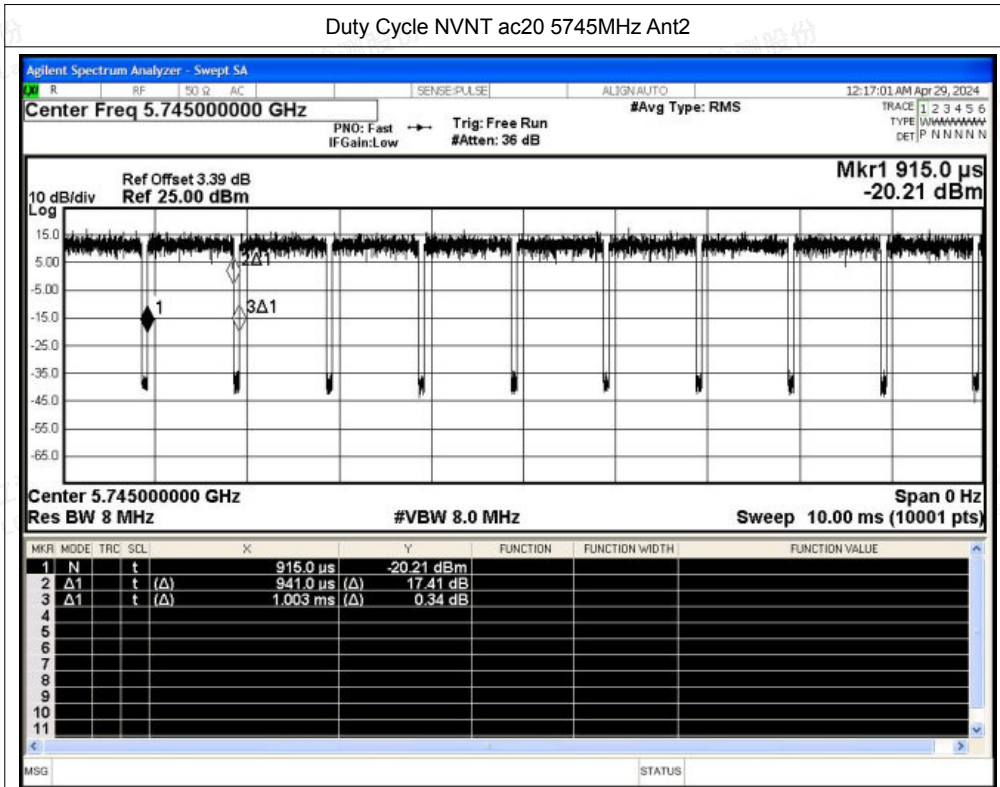 Duty Cycle NVNT ac20 5745MHz Ant2
Agilent Spectrum Analyzer - Swept SA
LXI R RF 50 Ω AC SENSE:PULSE ALIGN AUTO 12:17:01 AM Apr 29, 2024
Center Freq 5.745000000 GHz #Avg Type: RMS TRACE 1 2 3 4 5 6
PNO: Fast Trig: Free Run TYPE WWWWWW
IFGain:Low #Atten: 36 dB DET P N N N N N
Mkr1 915.0 µs
Ref Offset 3.39 dB
10 dB/div Ref 25.00 dBm -20.21 dBm
Log
15.0
5.00 2Δ1
-5.00
-15.0 1 3Δ1
-25.0
-35.0
-45.0
-55.0
-65.0
Center 5.745000000 GHz Span 0 Hz
Res BW 8 MHz #VBW 8.0 MHz Sweep 10.00 ms (10001 pts)
MKR MODE TRC SCL X Y FUNCTION FUNCTION WIDTH FUNCTION VALUE
1 N t 915.0 µs -20.21 dBm
2 Δ1 t (Δ) 941.0 µs (Δ) 17.41 dB
3 Δ1 t (Δ) 1.003 ms (Δ) 0.34 dB
4
5
6
7
8
9
10
11
MSG STATUS